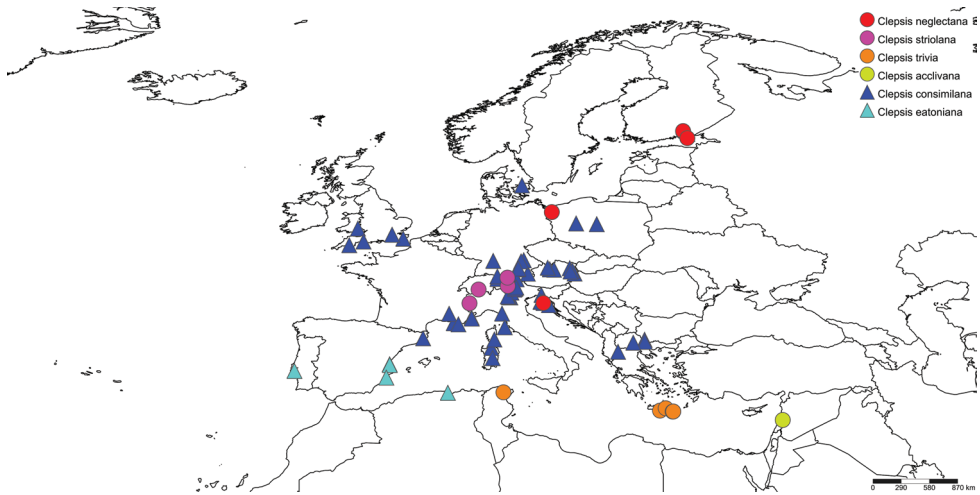 Clepsis neglectana
Clepsis striolana
Clepsis trivia
Clepsis acclivana
Clepsis consimilana
Clepsis eatoniana
0 290 580 870 km